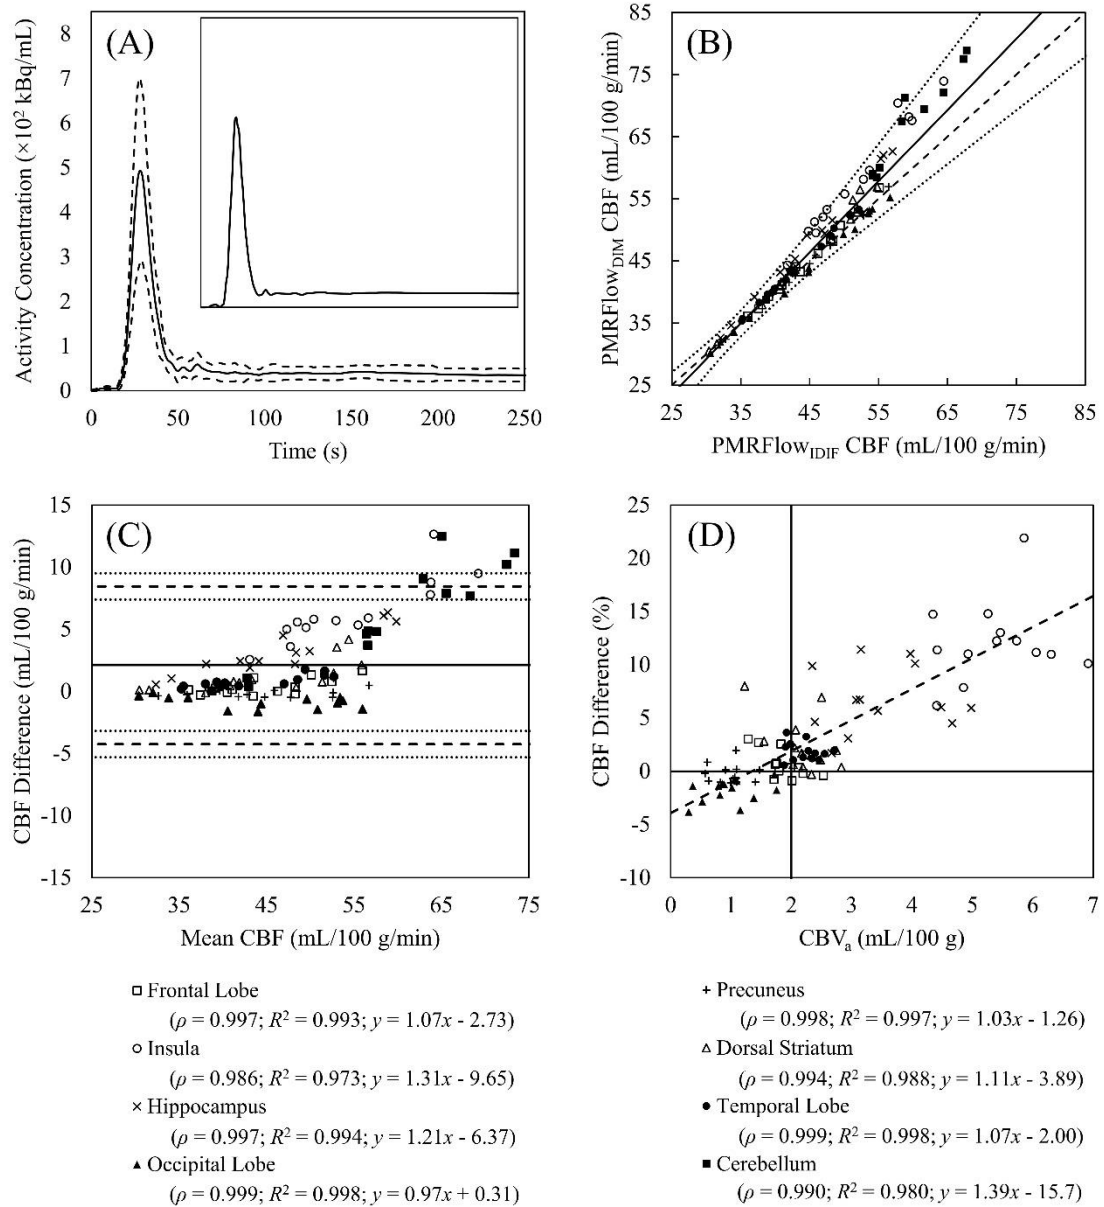 (A)
Activity Concentration (×10² kBq/mL)
8
7
6
5
4
3
2
1
0
0 50 100 150 200 250
Time (s)
(B)
PMRFlow_DIM CBF (mL/100 g/min)
85
75
65
55
45
35
25
25 35 45 55 65 75 85
PMRFlow_IDIF CBF (mL/100 g/min)
(C)
CBF Difference (mL/100 g/min)
15
10
5
0
-5
-10
-15
25 35 45 55 65 75
Mean CBF (mL/100 g/min)
(D)
CBF Difference (%)
25
20
15
10
5
0
-5
-10
0 1 2 3 4 5 6 7
CBV_a (mL/100 g)
Frontal Lobe
(ρ = 0.997; R² = 0.993; y = 1.07x - 2.73)
Insula
(ρ = 0.986; R² = 0.973; y = 1.31x - 9.65)
Hippocampus
(ρ = 0.997; R² = 0.994; y = 1.21x - 6.37)
Occipital Lobe
(ρ = 0.999; R² = 0.998; y = 0.97x + 0.31)
Precuneus
(ρ = 0.998; R² = 0.997; y = 1.03x - 1.26)
Dorsal Striatum
(ρ = 0.994; R² = 0.988; y = 1.11x - 3.89)
Temporal Lobe
(ρ = 0.999; R² = 0.998; y = 1.07x - 2.00)
Cerebellum
(ρ = 0.990; R² = 0.980; y = 1.39x - 15.7)